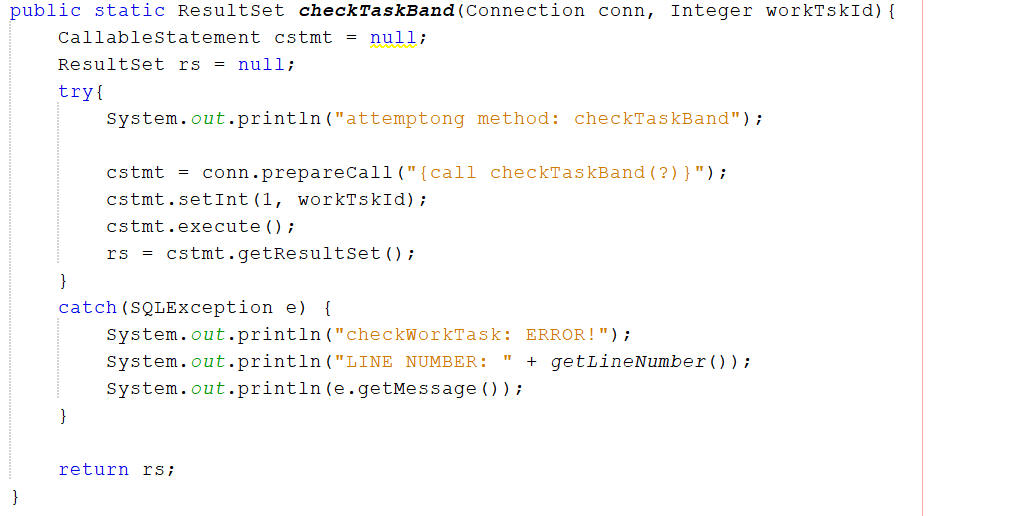 public static ResultSet checkTaskBand(Connection conn, Integer workTskId){
    CallableStatement cstmt = null;
    ResultSet rs = null;
    try{
        System.out.println("attemptong method: checkTaskBand");

        cstmt = conn.prepareCall("{call checkTaskBand(?)}");
        cstmt.setInt(1, workTskId);
        cstmt.execute();
        rs = cstmt.getResultSet();
    }
    catch(SQLException e) {
        System.out.println("checkWorkTask: ERROR!");
        System.out.println("LINE NUMBER: " + getLineNumber());
        System.out.println(e.getMessage());
    }

    return rs;
}